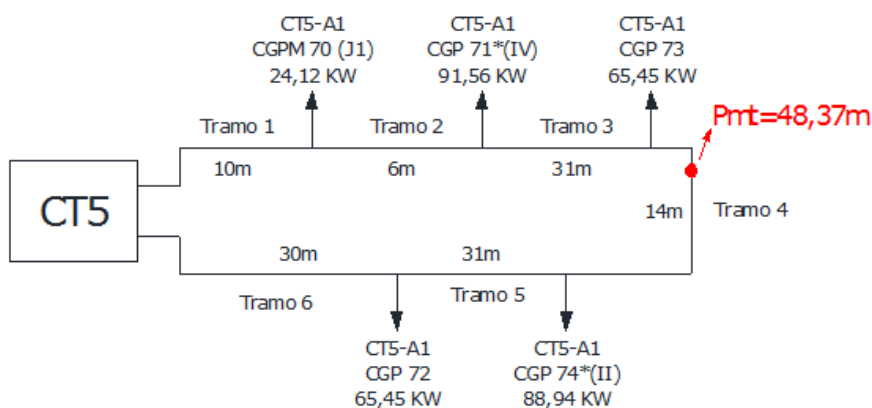 CT5-A1
CGPM 70 (J1)
24,12 KW
CT5-A1
CGP 71*(IV)
91,56 KW
CT5-A1
CGP 73
65,45 KW
Pmt=48,37m
Tramo 1
Tramo 2
Tramo 3
10m
6m
31m
CT5
14m
Tramo 4
30m
31m
Tramo 6
Tramo 5
CT5-A1
CGP 72
65,45 KW
CT5-A1
CGP 74*(II)
88,94 KW